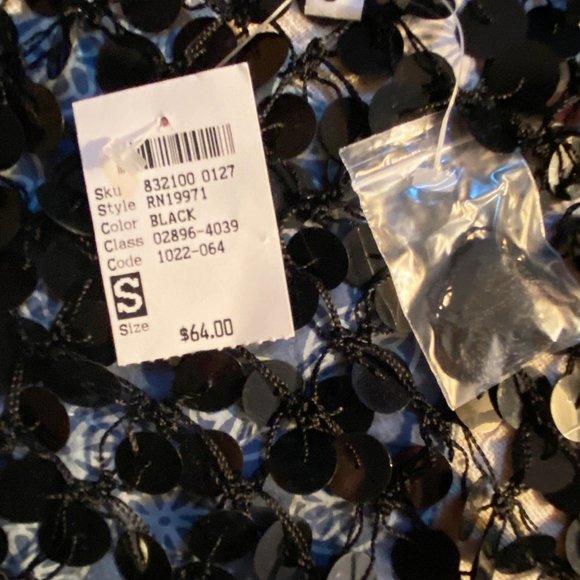 Sku 832100 0127
Style RN19971
Color BLACK
Class 02896-4039
Code 1022-064
S
Size $64.00